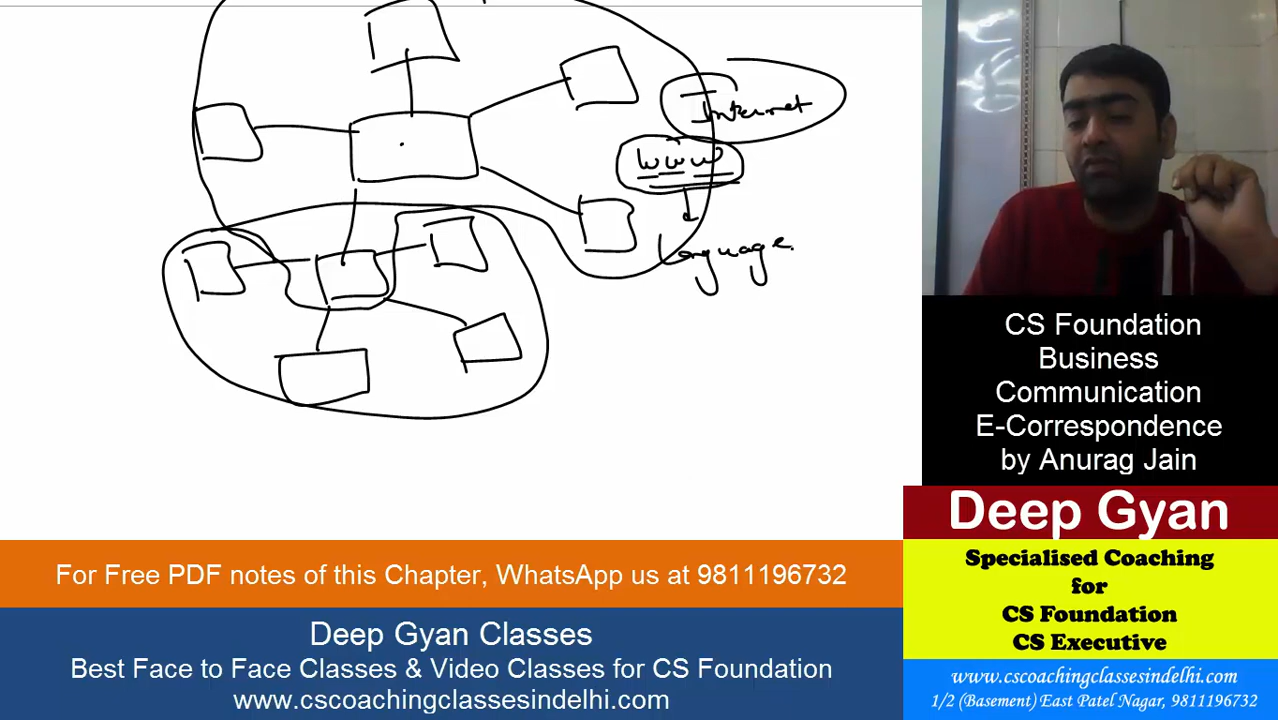 Internet
WWW
Language.
CS Foundation
Business
Communication
E-Correspondence
by Anurag Jain
Deep Gyan
Specialised Coaching
for
CS Foundation
CS Executive
www.cscoachingclassesindelhi.com
1/2 (Basement) East Patel Nagar, 9811196732
For Free PDF notes of this Chapter, WhatsApp us at 9811196732
Deep Gyan Classes
Best Face to Face Classes & Video Classes for CS Foundation
www.cscoachingclassesindelhi.com